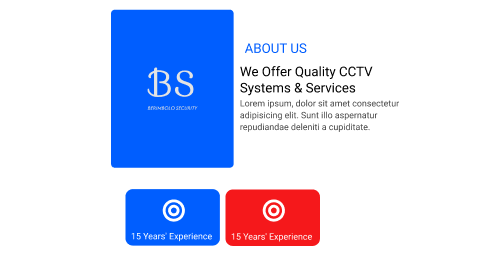 BS
BERIMBOLO SECURITY
ABOUT US
We Offer Quality CCTV
Systems & Services
Lorem ipsum, dolor sit amet consectetur
adipisicing elit. Sunt illo aspernatur
repudiandae deleniti a cupiditate.
15 Years' Experience
15 Years' Experience